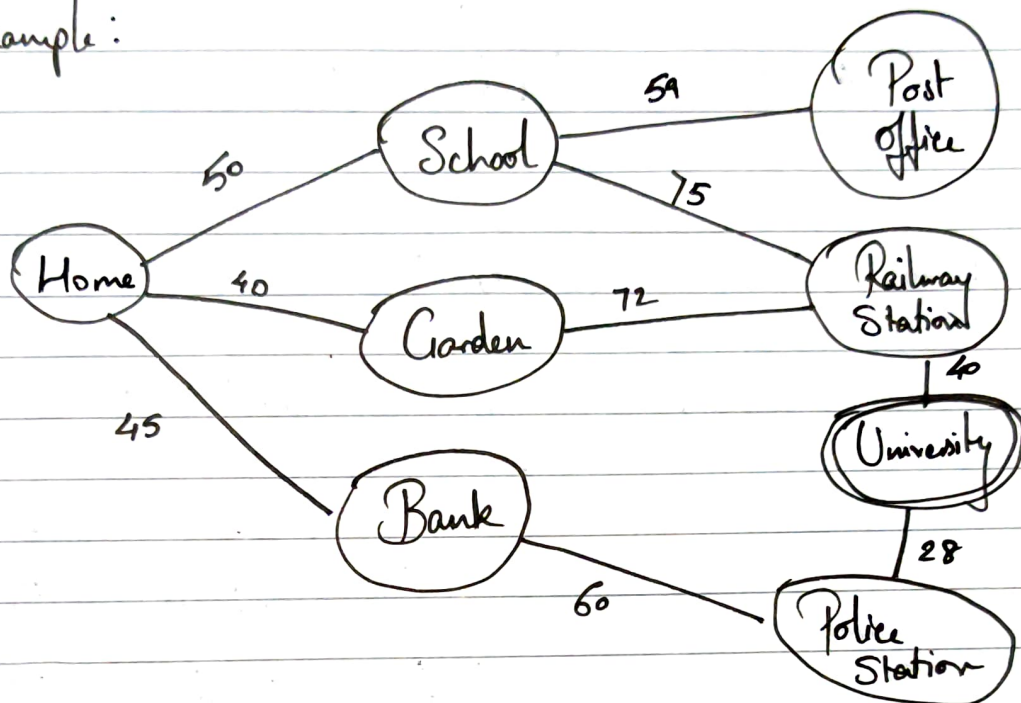 ample:
59
Post
office
School
50
75
Home
40
Railway
Station
72
Garden
40
University
45
Bank
28
60
Police
Station